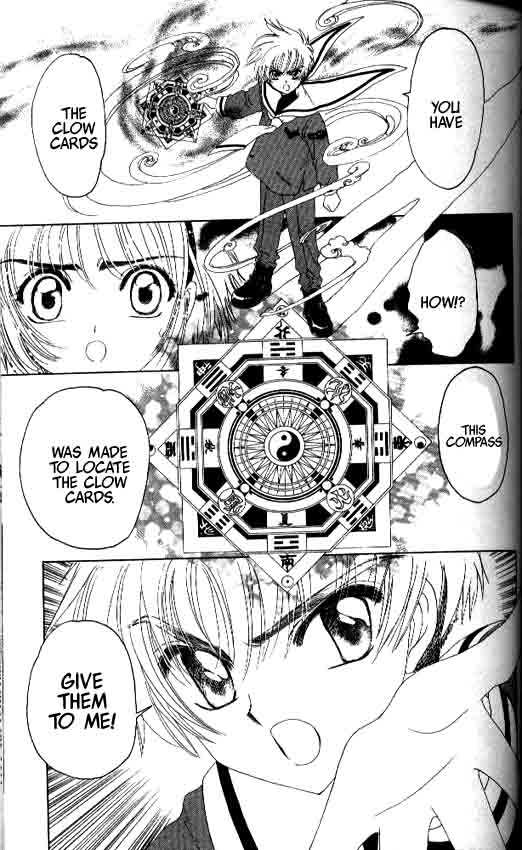 YOU
HAVE
THE
CLOW
CARDS
HOW!?
THIS
COMPASS
WAS MADE
TO LOCATE
THE CLOW
CARDS.
南
GIVE
THEM
TO ME!